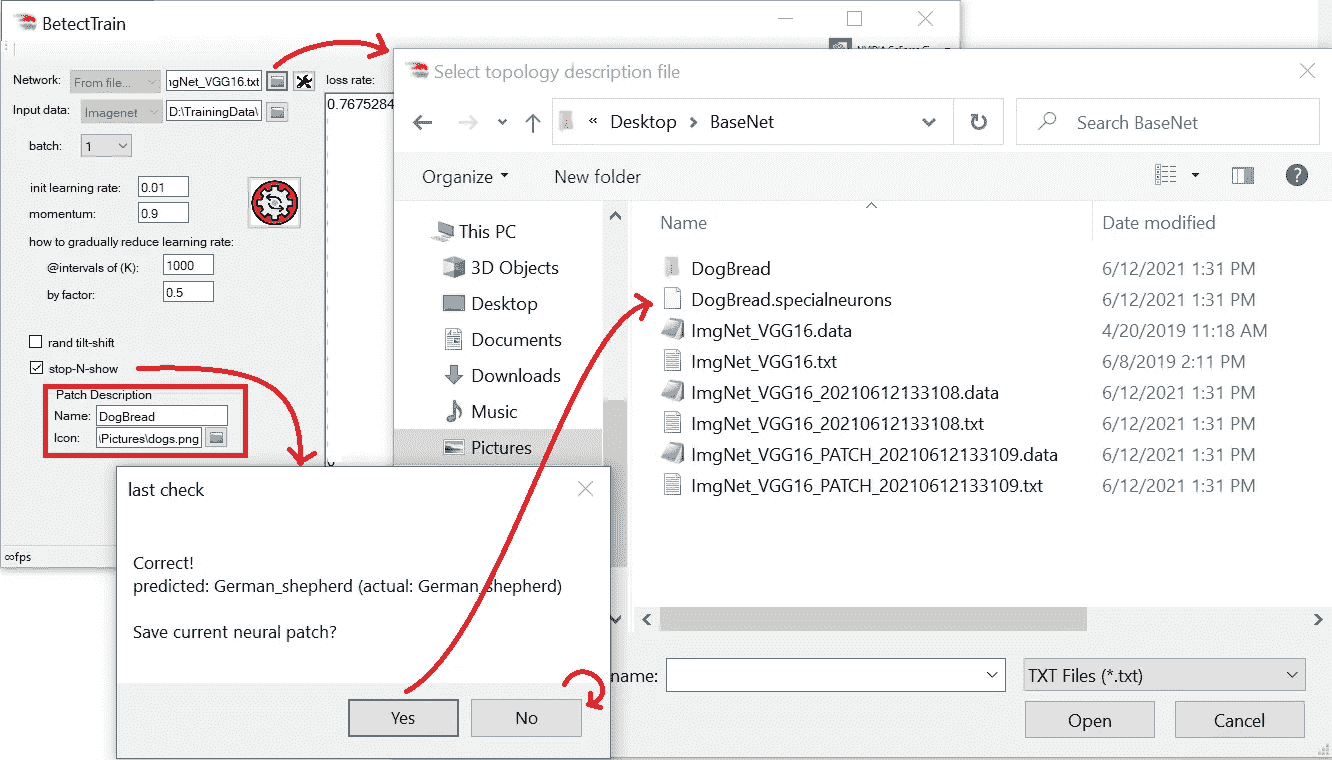 BetectTrain
Network: From file... ngNet_VGG16.txt
Input data: Imagenet D:\TrainingData\
batch: 1
init learning rate: 0.01
momentum: 0.9
how to gradually reduce learning rate:
@intervals of (K): 1000
by factor: 0.5
rand tilt-shift
stop-N-show
Patch Description
Name: DogBread
Icon: \Pictures\dogs.png
∞fps
loss rate:
0.7675284
Select topology description file
« Desktop > BaseNet
Search BaseNet
Organize
New folder
This PC
3D Objects
Desktop
Documents
Downloads
Music
Pictures
Name Date modified
DogBread 6/12/2021 1:31 PM
DogBread.specialneurons 6/12/2021 1:31 PM
ImgNet_VGG16.data 4/20/2019 11:18 AM
ImgNet_VGG16.txt 6/8/2019 2:11 PM
ImgNet_VGG16_20210612133108.data 6/12/2021 1:31 PM
ImgNet_VGG16_20210612133108.txt 6/12/2021 1:31 PM
ImgNet_VGG16_PATCH_20210612133109.data 6/12/2021 1:31 PM
ImgNet_VGG16_PATCH_20210612133109.txt 6/12/2021 1:31 PM
name:
TXT Files (*.txt)
Open
Cancel
last check
Correct!
predicted: German_shepherd (actual: German_shepherd)
Save current neural patch?
Yes
No